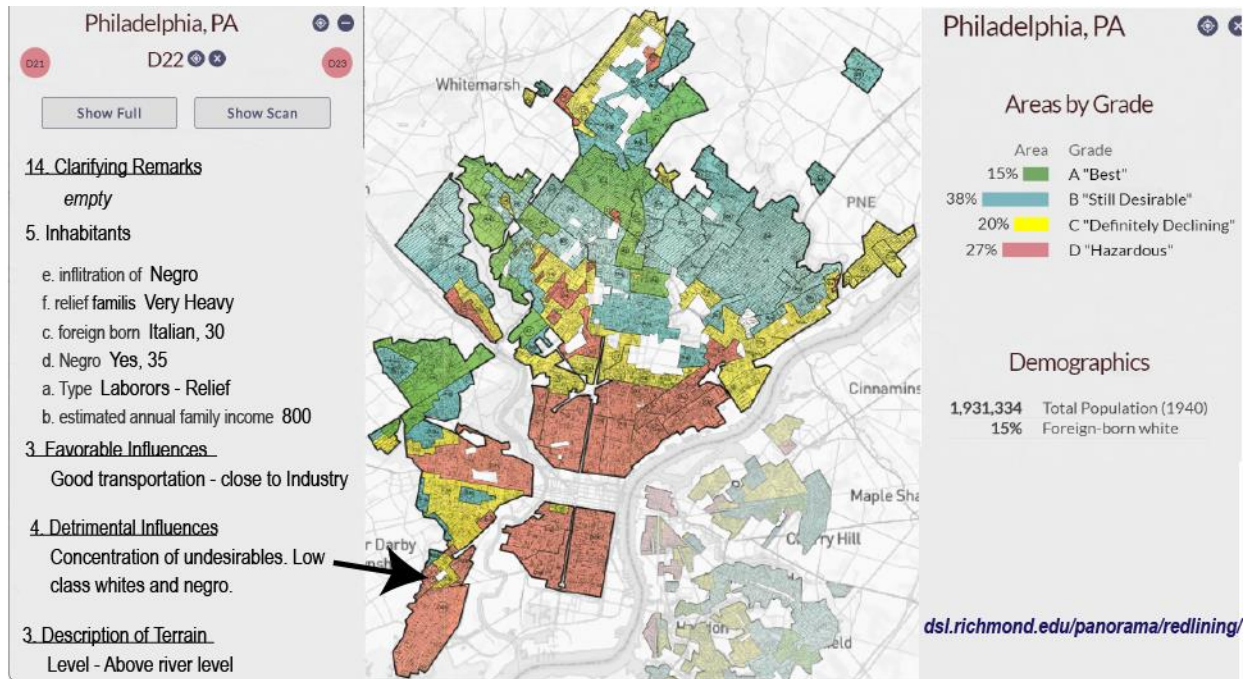 Philadelphia, PA
D21
D22
D23
Show Full
Show Scan
14. Clarifying Remarks
empty
5. Inhabitants
e. inflitration of Negro
f. relief familis Very Heavy
c. foreign born Italian, 30
d. Negro Yes, 35
a. Type Laborors - Relief
b. estimated annual family income 800
3. Favorable Influences
Good transportation - close to Industry
4. Detrimental Influences
Concentration of undesirables. Low
class whites and negro.
3. Description of Terrain
Level - Above river level
Whitemarsh
PNE
Cinnamins
Maple Sha
Cherry Hill
r Darby
Philadelphia, PA
Areas by Grade
Area Grade
15% A "Best"
38% B "Still Desirable"
20% C "Definitely Declining"
27% D "Hazardous"
Demographics
1,931,334 Total Population (1940)
15% Foreign-born white
dsl.richmond.edu/panorama/redlining/